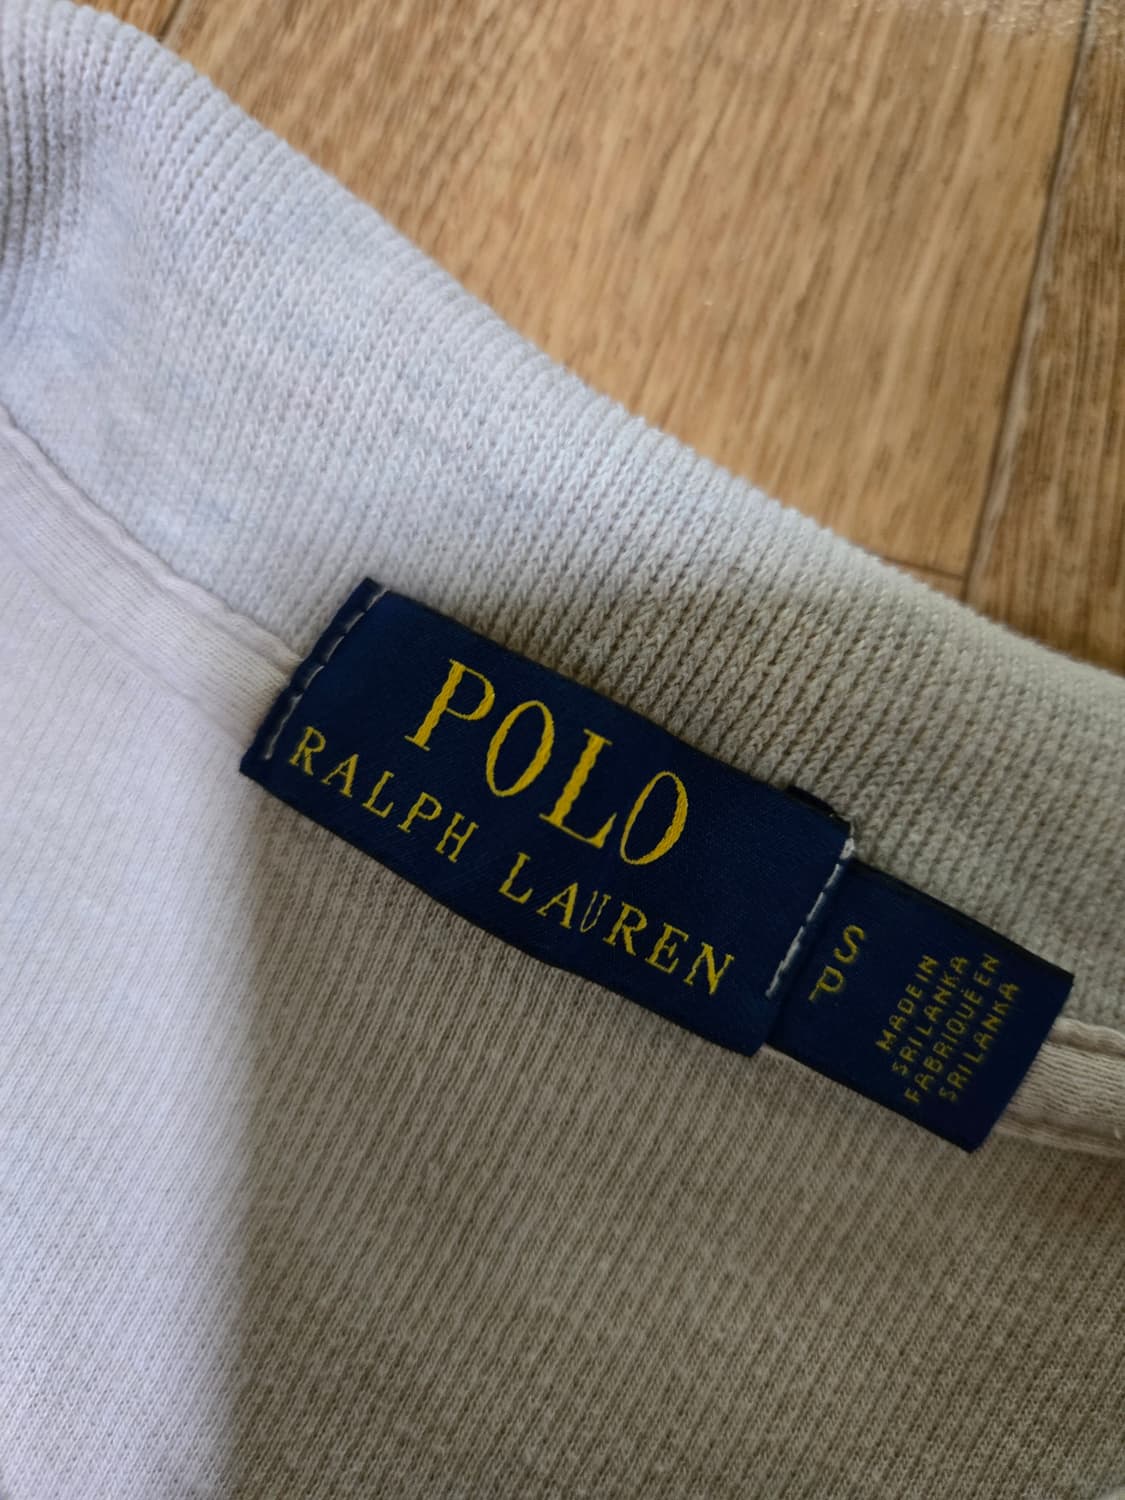 POLO
RALPH LAUREN
S P
MADE IN
SRI LANKA
FABRIQUE EN
SRI LANKA